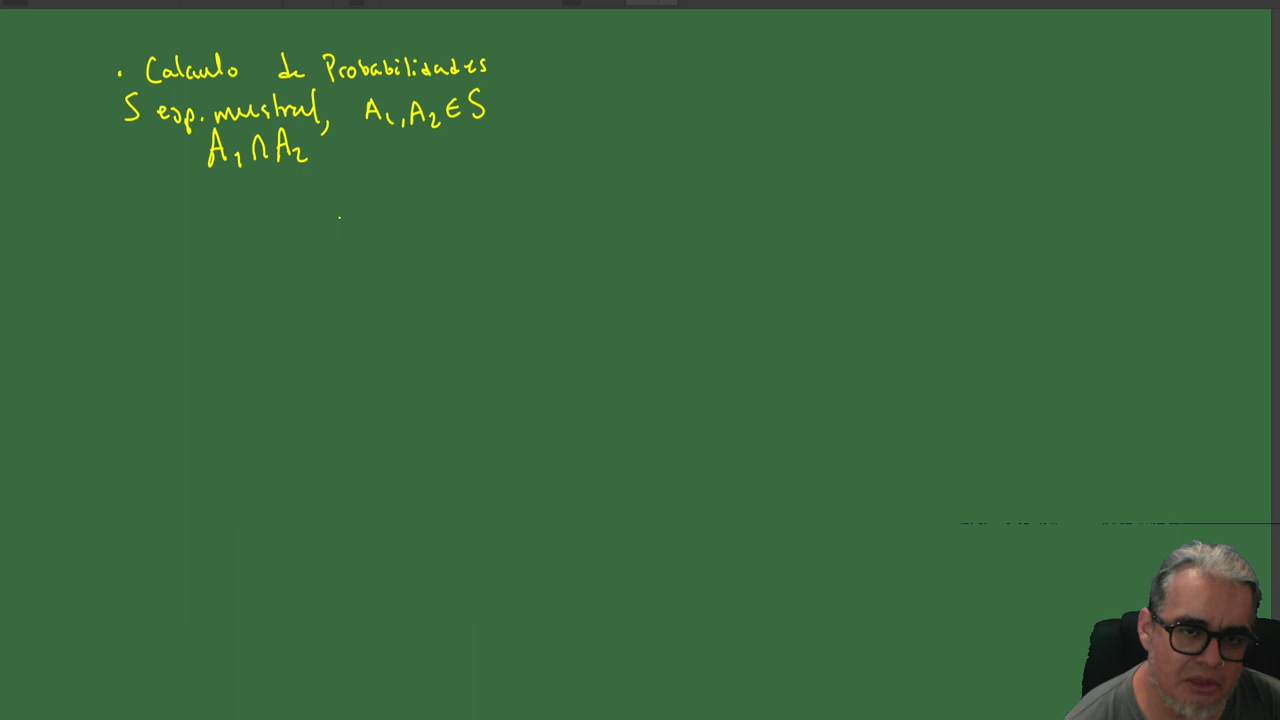 . Calculo de Probabilidades
S esp. muestral, A₁, A₂ ∈ S
A₁ ∩ A₂